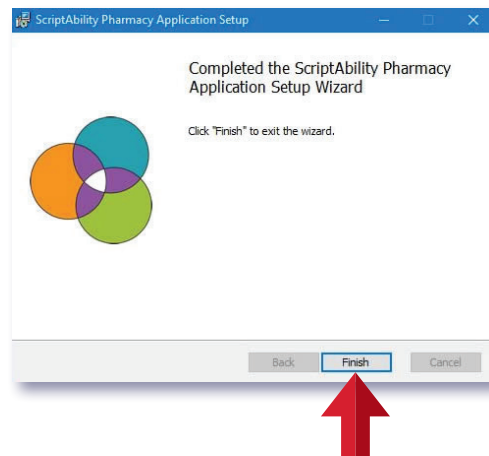 ScriptAbility Pharmacy Application Setup
Completed the ScriptAbility Pharmacy
Application Setup Wizard
Click "Finish" to exit the wizard.
Back Finish Cancel